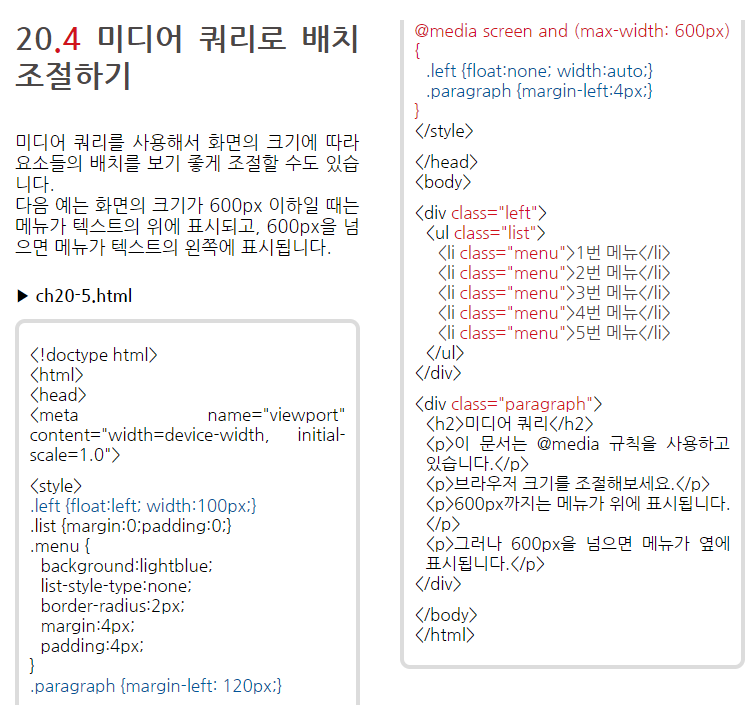 20.4 미디어 쿼리로 배치
조절하기
미디어 쿼리를 사용해서 화면의 크기에 따라
요소들의 배치를 보기 좋게 조절할 수도 있습
니다.
다음 예는 화면의 크기가 600px 이하일 때는
메뉴가 텍스트의 위에 표시되고, 600px을 넘
으면 메뉴가 텍스트의 왼쪽에 표시됩니다.
▶ ch20-5.html
<!doctype html>
<html>
<head>
<meta name="viewport"
content="width=device-width, initial-
scale=1.0">
<style>
.left {float:left; width:100px;}
.list {margin:0;padding:0;}
.menu {
background:lightblue;
list-style-type:none;
border-radius:2px;
margin:4px;
padding:4px;
}
.paragraph {margin-left: 120px;}
@media screen and (max-width: 600px)
{
.left {float:none; width:auto;}
.paragraph {margin-left:4px;}
}
</style>
</head>
<body>
<div class="left">
<ul class="list">
<li class="menu">1번 메뉴</li>
<li class="menu">2번 메뉴</li>
<li class="menu">3번 메뉴</li>
<li class="menu">4번 메뉴</li>
<li class="menu">5번 메뉴</li>
</ul>
</div>
<div class="paragraph">
<h2>미디어 쿼리</h2>
<p>이 문서는 @media 규칙을 사용하고
있습니다.</p>
<p>브라우저 크기를 조절해보세요.</p>
<p>600px까지는 메뉴가 위에 표시됩니다.
</p>
<p>그러나 600px을 넘으면 메뉴가 옆에
표시됩니다.</p>
</div>
</body>
</html>